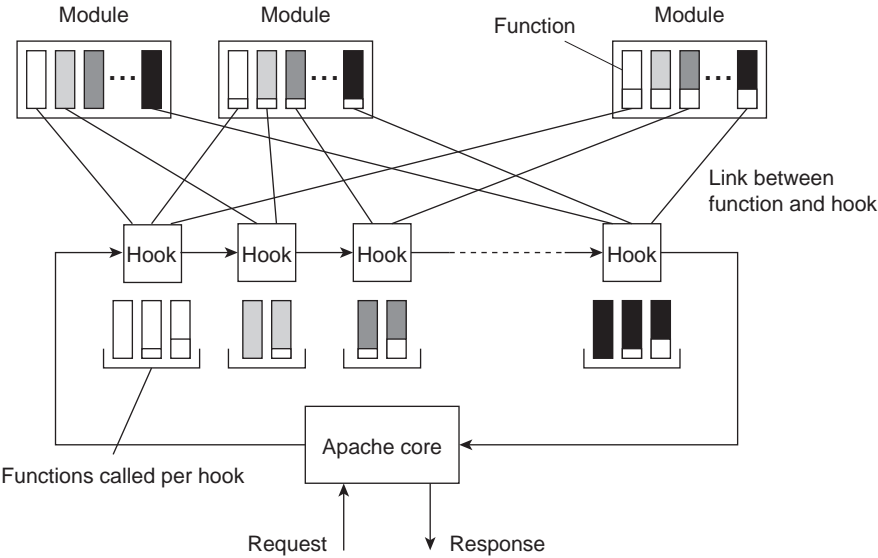 Module
Module
Module
Function
...
...
...
Link between
function and hook
Hook
Hook
Hook
Hook
Apache core
Functions called per hook
Request
Response